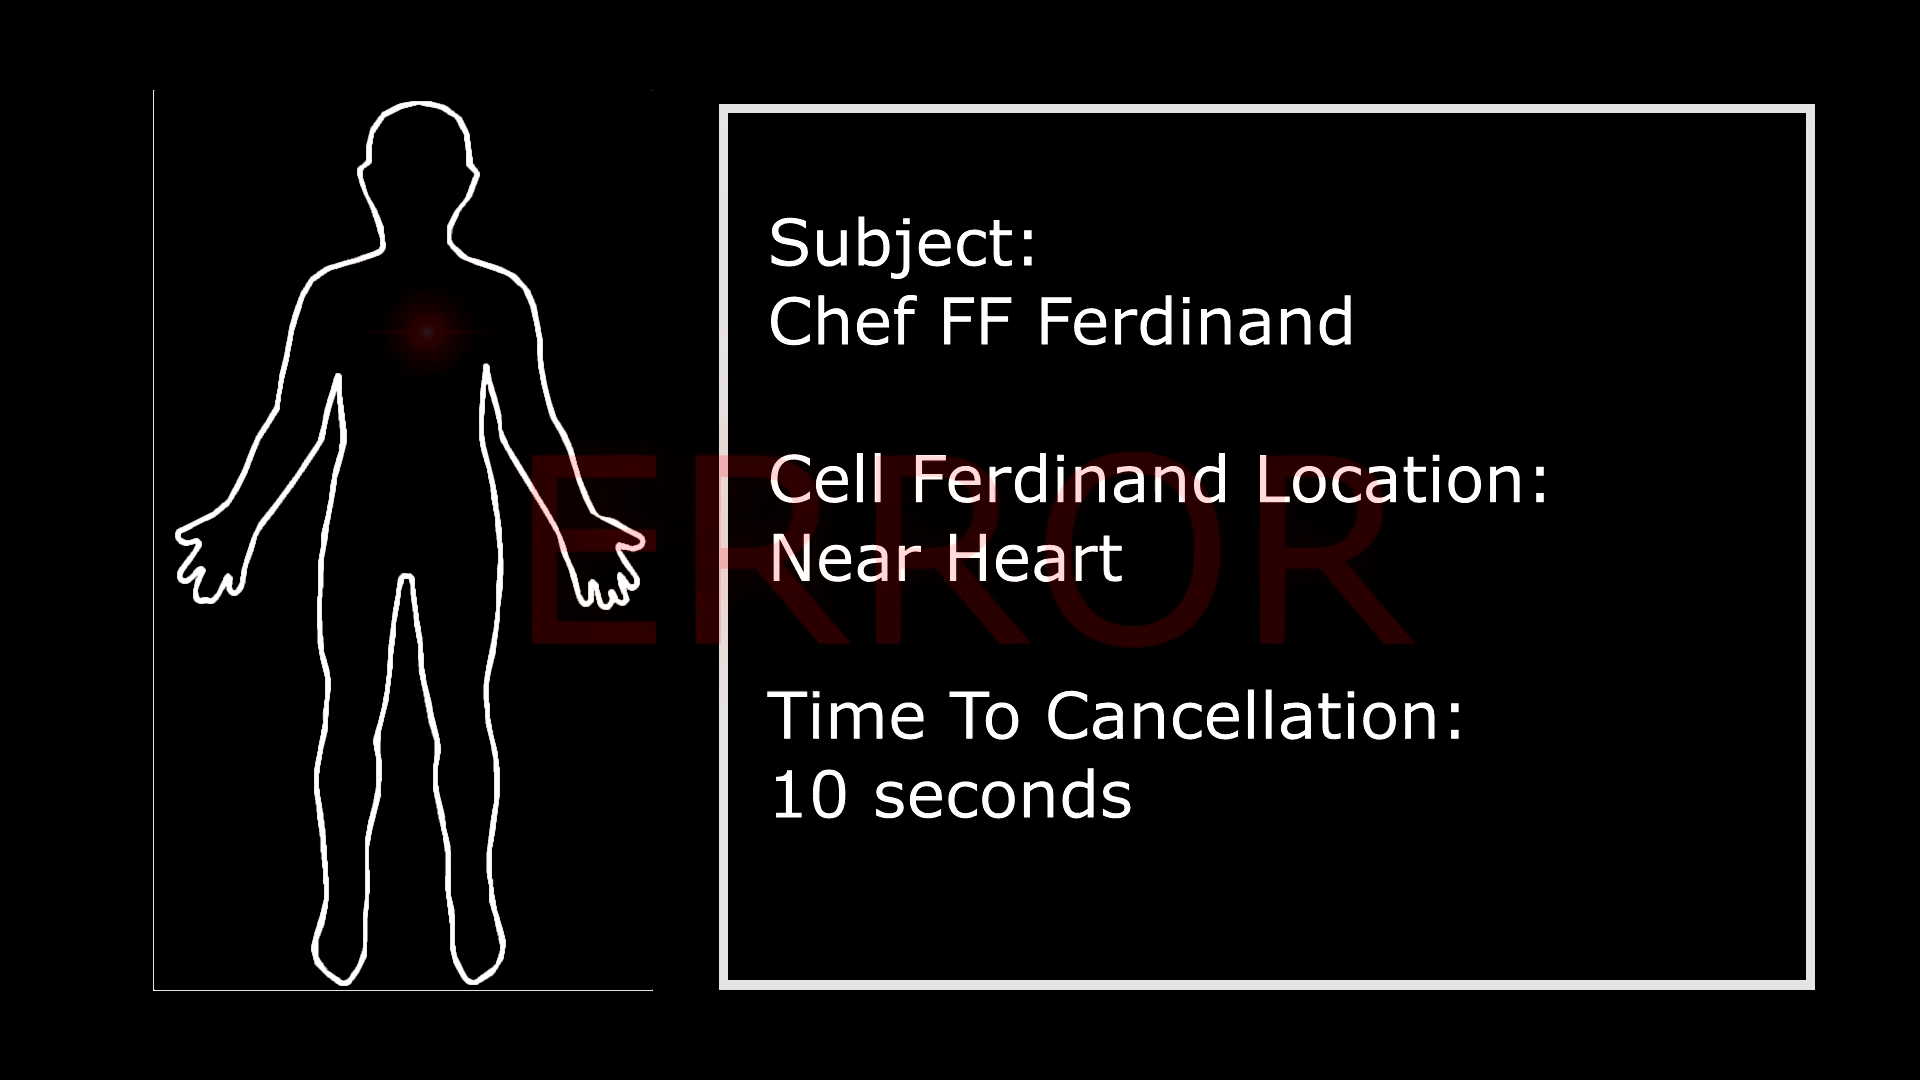 Subject:
Chef FF Ferdinand
Cell Ferdinand Location:
Near Heart
ERROR
Time To Cancellation:
10 seconds